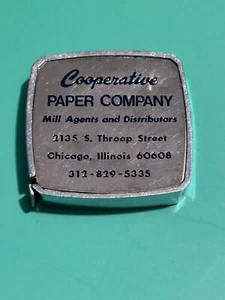 Cooperative
PAPER COMPANY
Mill Agents and Distributors
2135 S. Throop Street
Chicago, Illinois 60608
312-829-5335